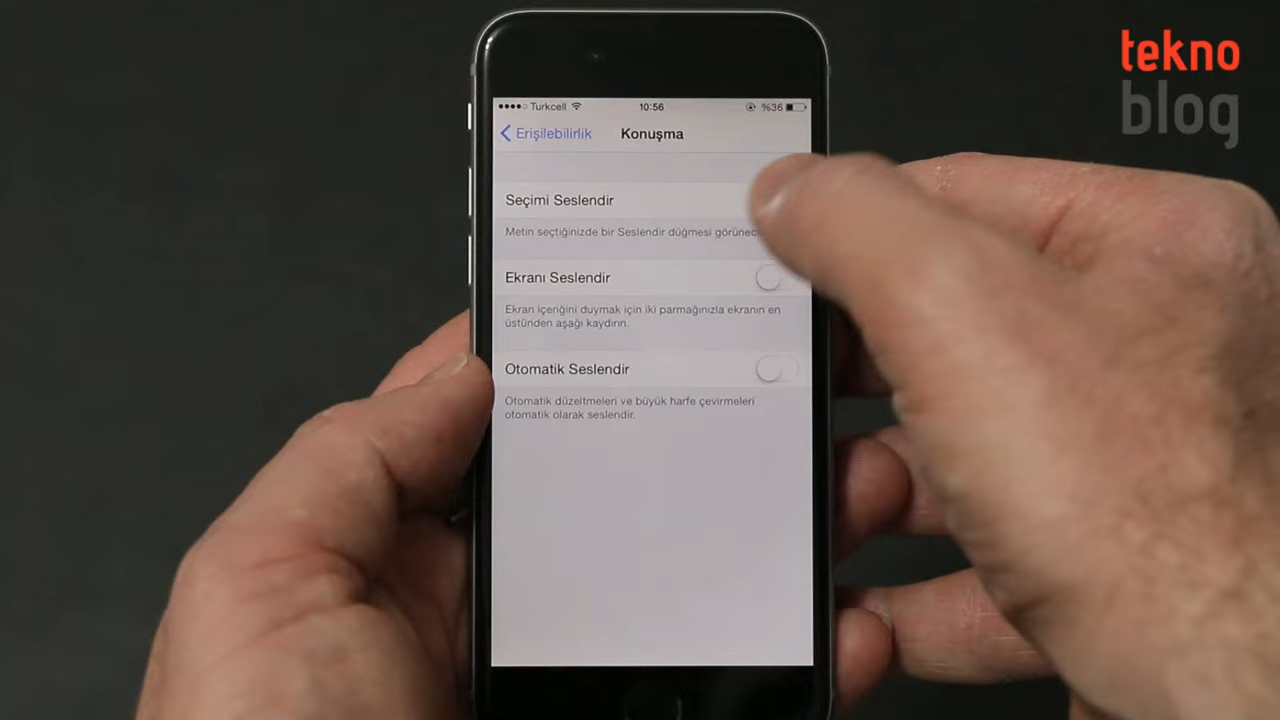 tekno
blog
Turkcell 10:56 %36
Erişilebilirlik Konuşma
Seçimi Seslendir
Metin seçtiğinizde bir Seslendir düğmesi
Ekranı Seslendir
Ekran içeriğini duymak için iki parmağınızla ekranın en
üstünden aşağı kaydırın.
Otomatik Seslendir
Otomatik düzeltmeleri ve büyük harfe çevirmeleri
otomatik olarak seslendir.